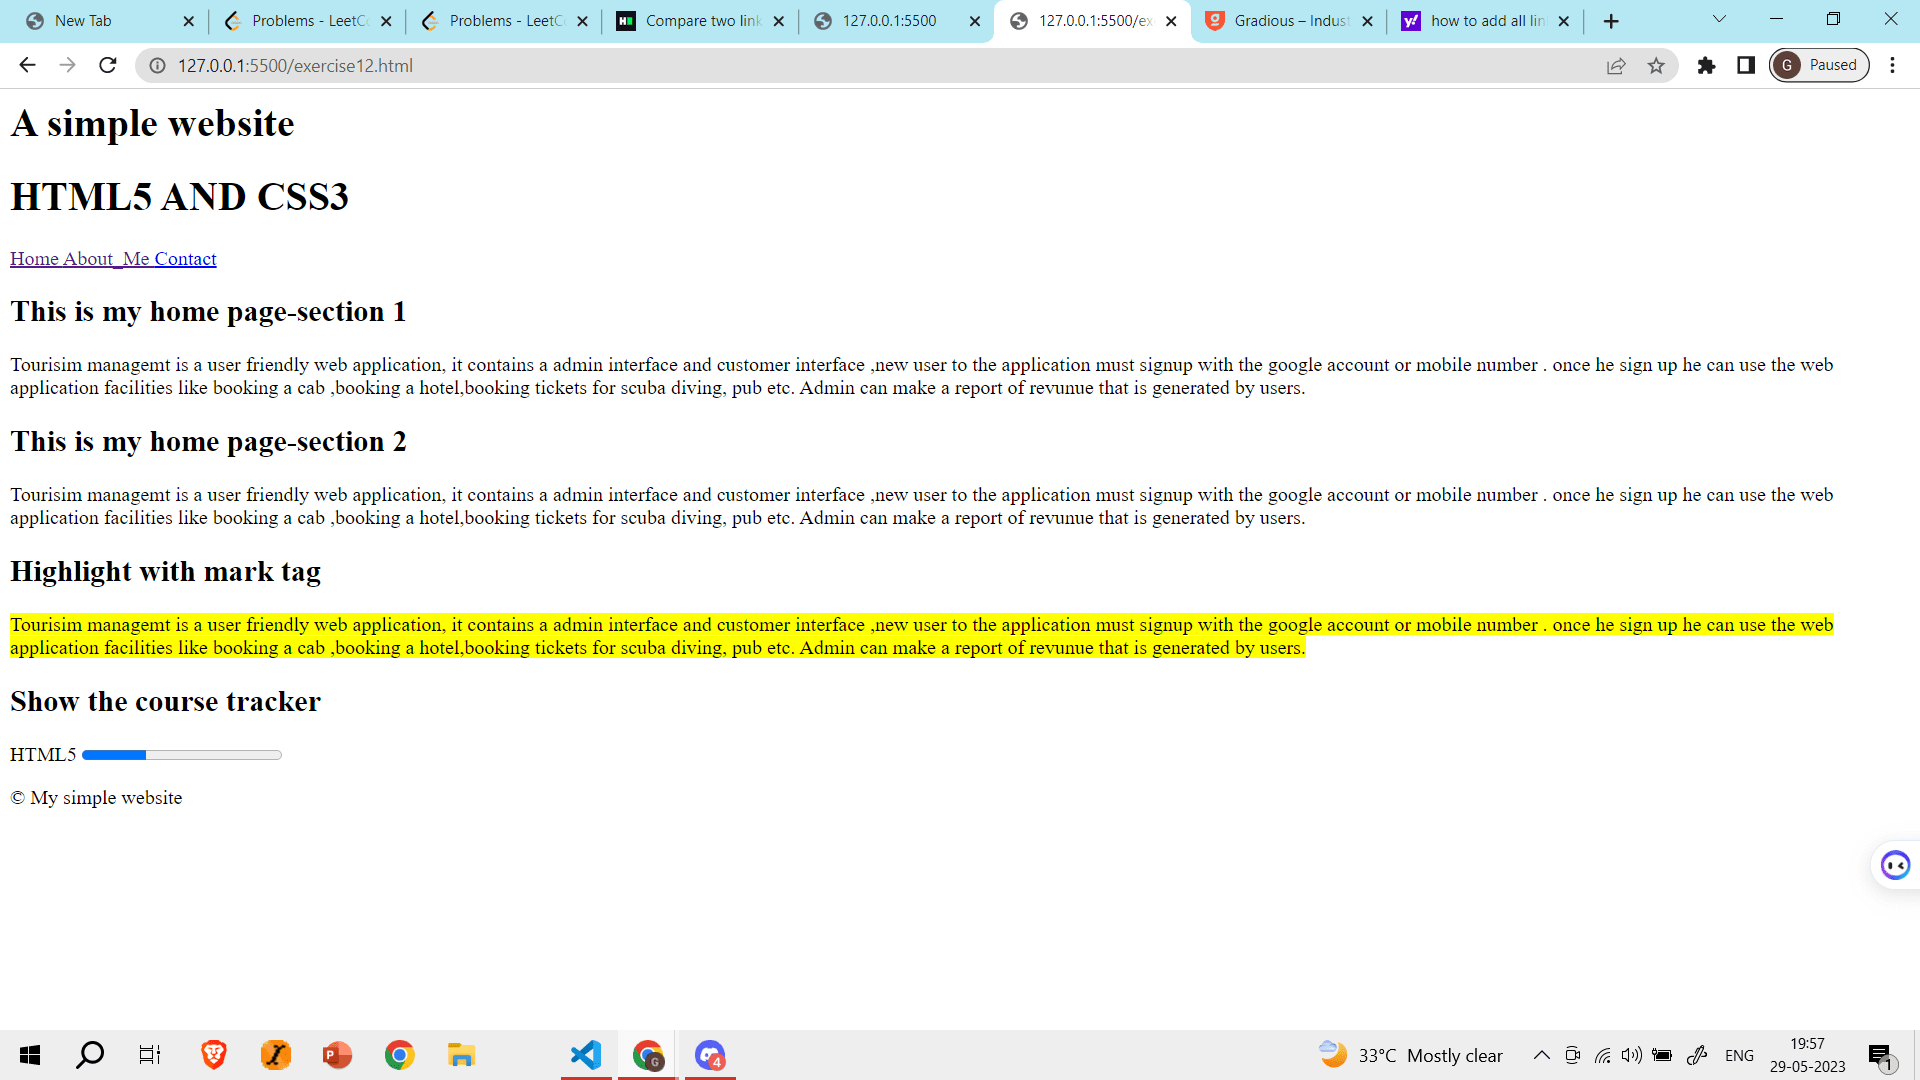 New Tab
Problems - LeetCo
Problems - LeetCo
Compare two link
127.0.0.1:5500
127.0.0.1:5500/ex
Gradious – Indust
how to add all lin
127.0.0.1:5500/exercise12.html
G Paused
A simple website
HTML5 AND CSS3
Home About_Me Contact
This is my home page-section 1
Tourisim managemt is a user friendly web application, it contains a admin interface and customer interface ,new user to the application must signup with the google account or mobile number . once he sign up he can use the web
application facilities like booking a cab ,booking a hotel,booking tickets for scuba diving, pub etc. Admin can make a report of revunue that is generated by users.
This is my home page-section 2
Tourisim managemt is a user friendly web application, it contains a admin interface and customer interface ,new user to the application must signup with the google account or mobile number . once he sign up he can use the web
application facilities like booking a cab ,booking a hotel,booking tickets for scuba diving, pub etc. Admin can make a report of revunue that is generated by users.
Highlight with mark tag
Tourisim managemt is a user friendly web application, it contains a admin interface and customer interface ,new user to the application must signup with the google account or mobile number . once he sign up he can use the web
application facilities like booking a cab ,booking a hotel,booking tickets for scuba diving, pub etc. Admin can make a report of revunue that is generated by users.
Show the course tracker
HTML5
© My simple website
33°C Mostly clear
ENG
19:57
29-05-2023